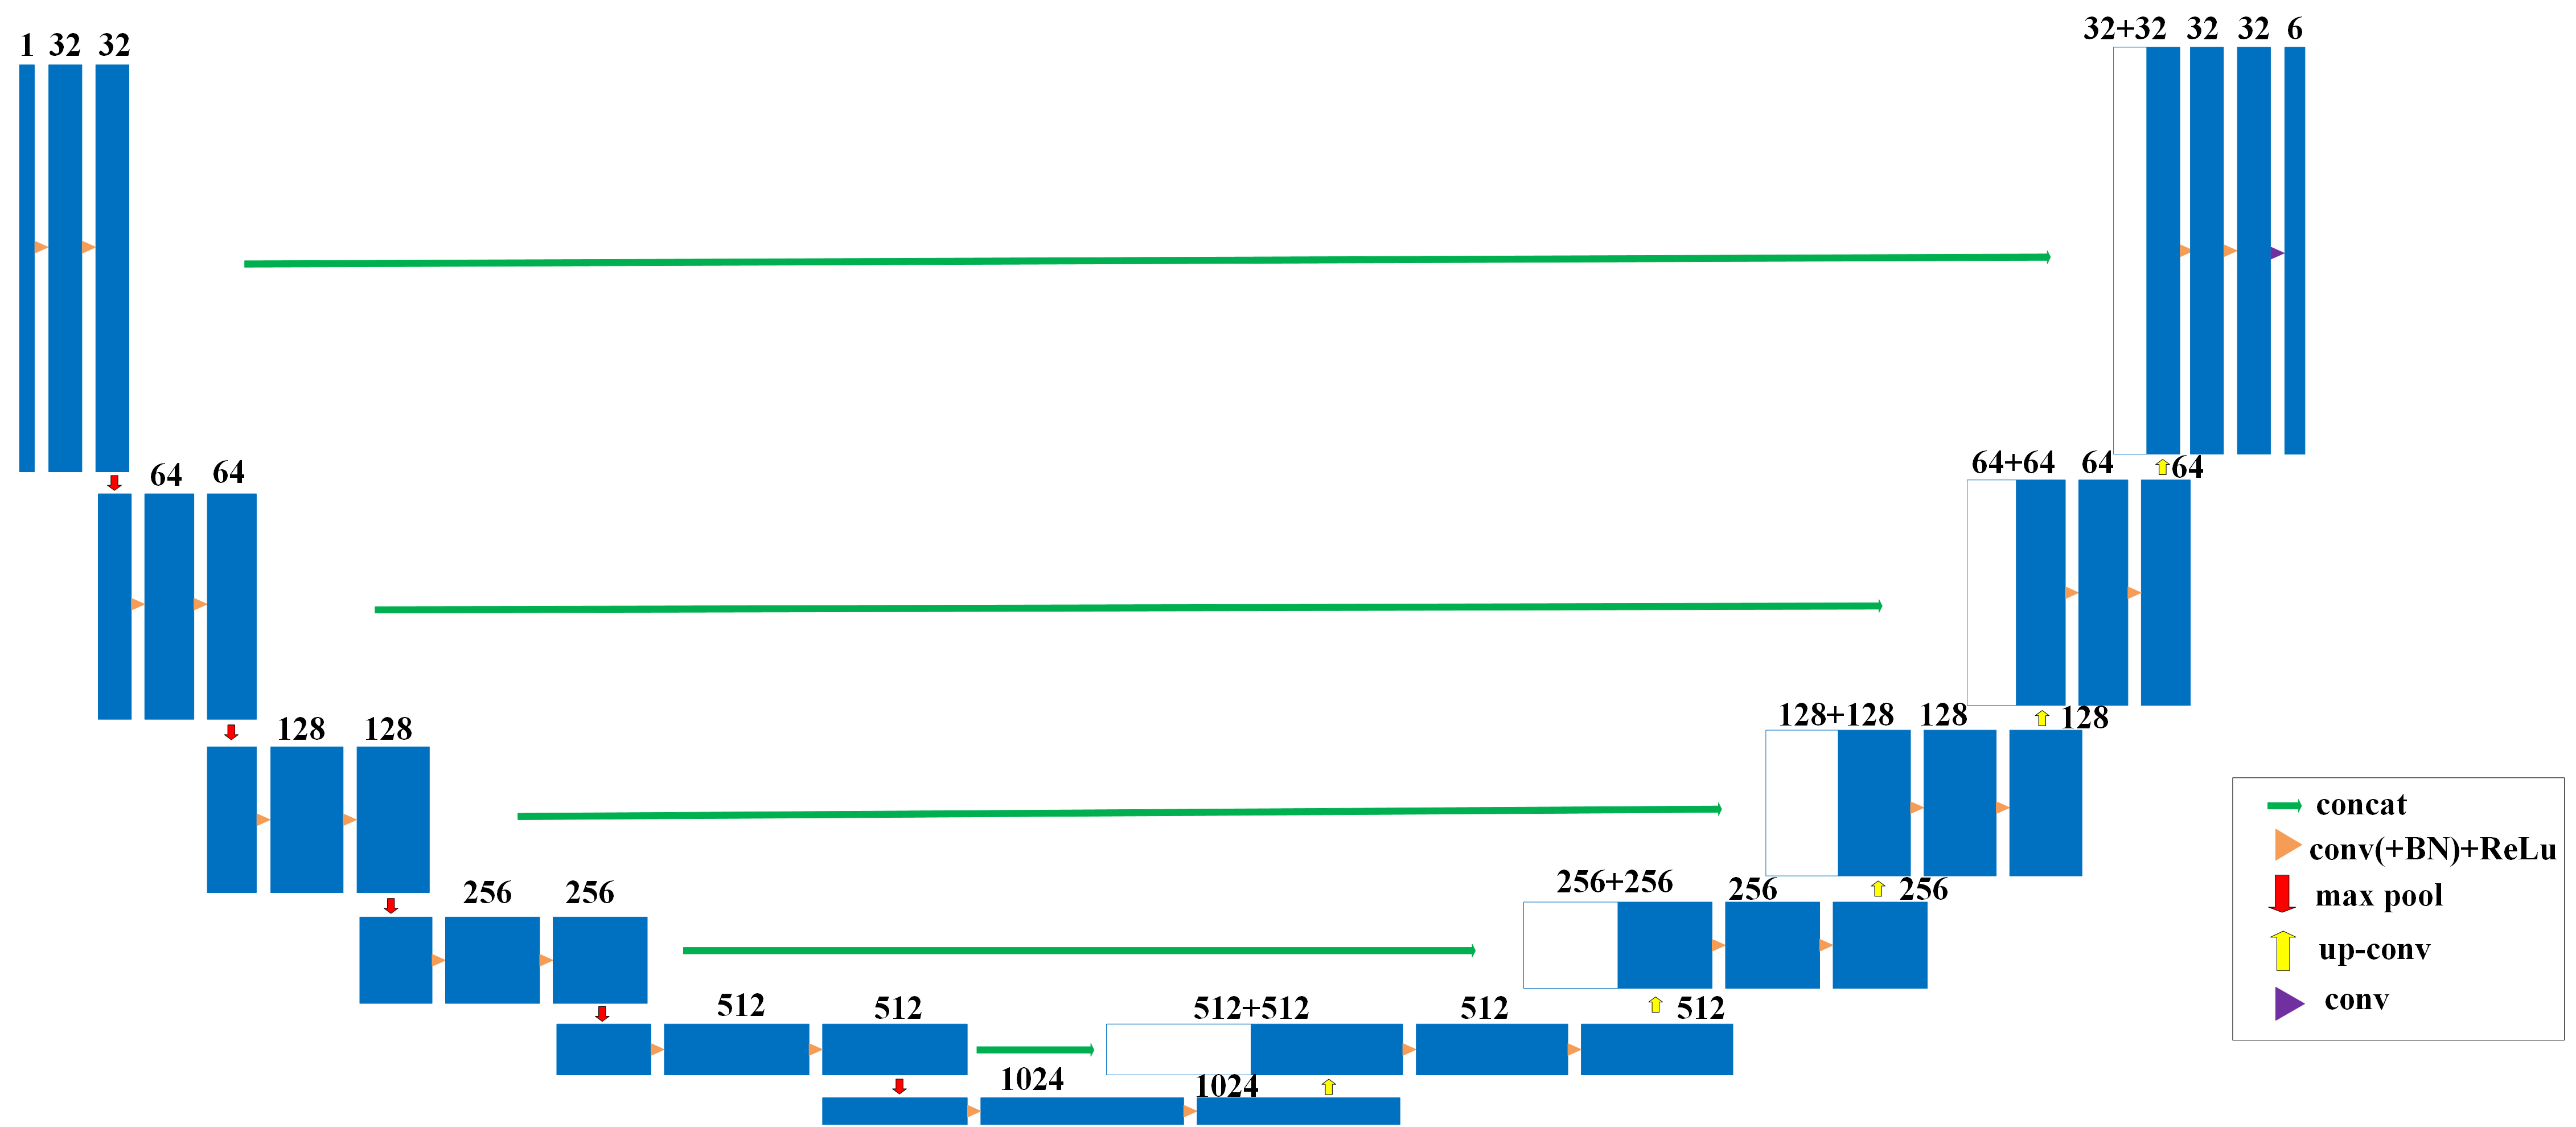 1 32 32
32+32 32 32 6
64 64
64+64 64 64
128 128
128+128 128 128
256 256
256+256 256 256
512 512
512+512 512 512
1024 1024
concat
conv(+BN)+ReLu
max pool
up-conv
conv